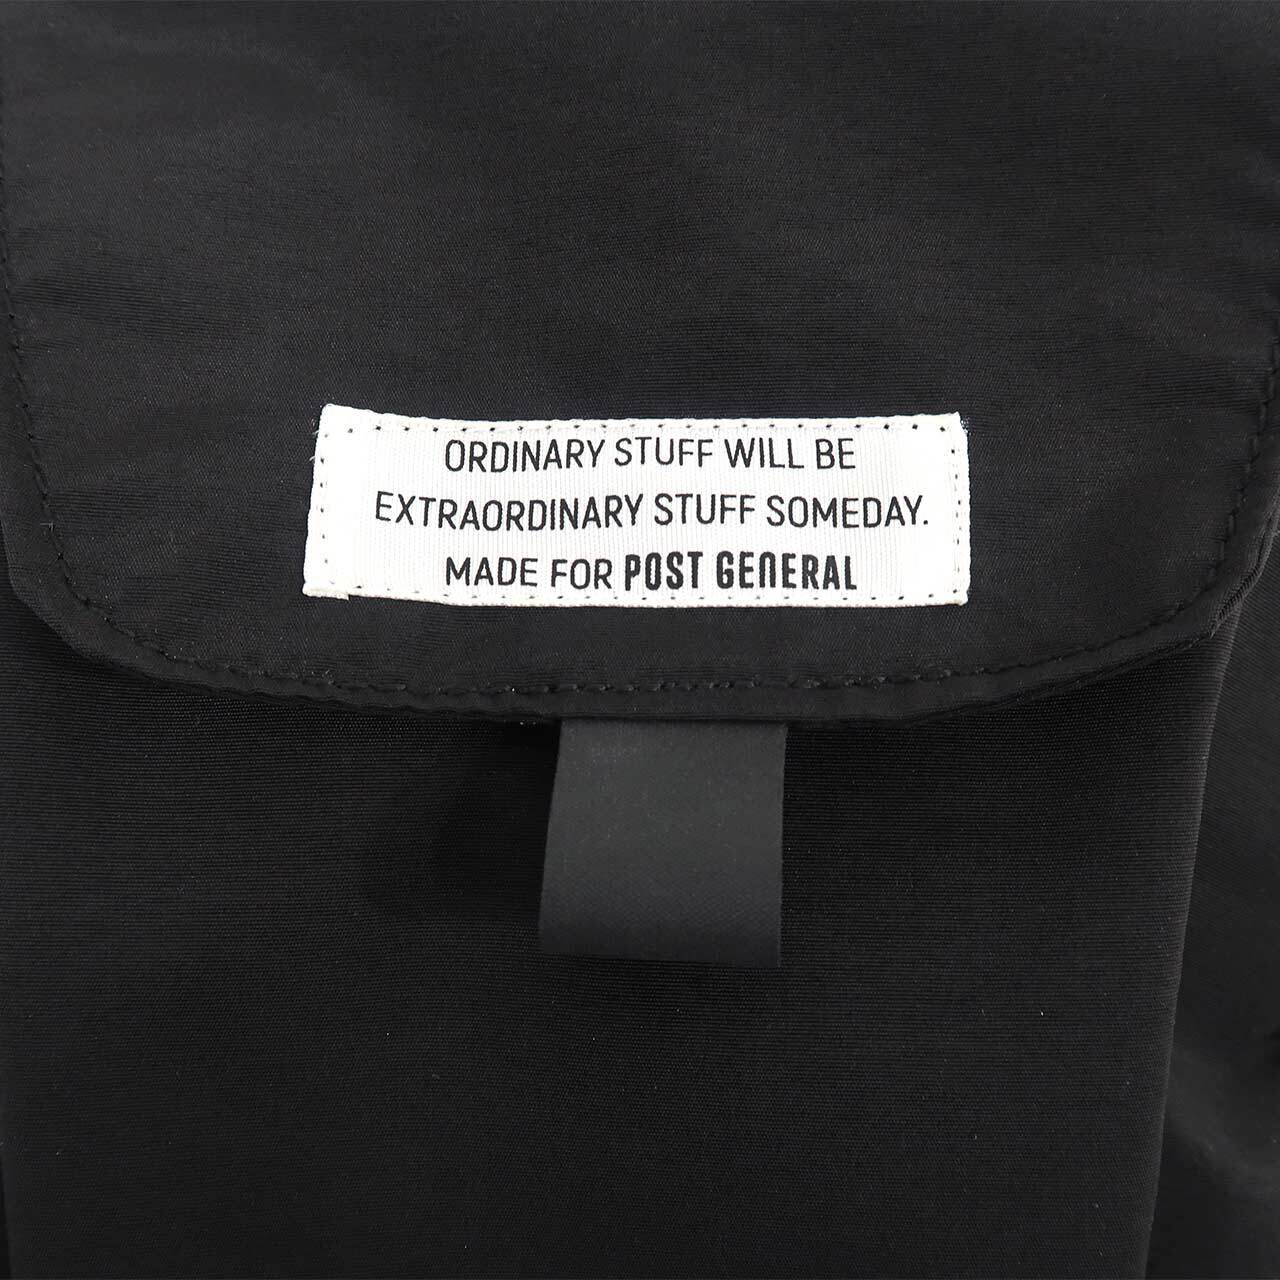 ORDINARY STUFF WILL BE
EXTRAORDINARY STUFF SOMEDAY.
MADE FOR POST GENERAL